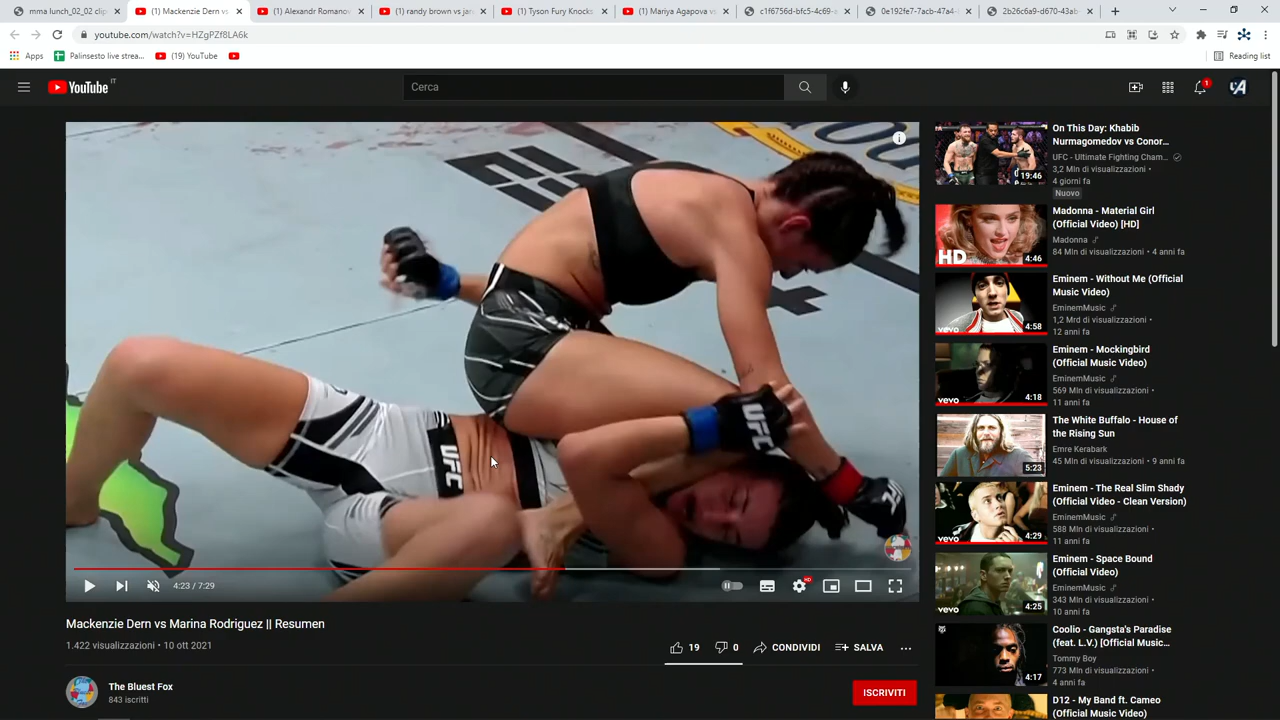 mma lunch_02_02 clip
(1) Mackenzie Dern vs
(1) Alexandr Romano
(1) randy brown vs jar
(1) Tyson Fury Knocks
(1) Mariya Agapova vs
c1f6756d-bfc5-4c69-
0e192fe7-7acb-47a4-
2b26c6a9-d670-43ab
youtube.com/watch?v=HZgPZf8LA6k
Apps
Palinsesto live strea...
(19) YouTube
Reading list
YouTube IT
Cerca
1
UFC
UFC
4:23 / 7:29
HD
Mackenzie Dern vs Marina Rodriguez || Resumen
1.422 visualizzazioni • 10 ott 2021
19
0
CONDIVIDI
SALVA
The Bluest Fox
843 iscritti
ISCRIVITI
19:46
On This Day: Khabib
Nurmagomedov vs Conor...
UFC - Ultimate Fighting Cham...
3,2 Mln di visualizzazioni •
4 giorni fa
Nuovo
HD
4:46
Madonna - Material Girl
(Official Video) [HD]
Madonna
84 Mln di visualizzazioni • 4 anni fa
vevo
4:58
Eminem - Without Me (Official
Music Video)
EminemMusic
1,2 Mrd di visualizzazioni •
12 anni fa
vevo
4:18
Eminem - Mockingbird
(Official Music Video)
EminemMusic
569 Mln di visualizzazioni •
11 anni fa
5:23
The White Buffalo - House of
the Rising Sun
Emre Kerabark
45 Mln di visualizzazioni • 9 anni fa
vevo
4:29
Eminem - The Real Slim Shady
(Official Video - Clean Version)
EminemMusic
588 Mln di visualizzazioni •
11 anni fa
vevo
4:25
Eminem - Space Bound
(Official Video)
EminemMusic
343 Mln di visualizzazioni •
10 anni fa
4:17
Coolio - Gangsta's Paradise
(feat. L.V.) [Official Music...
Tommy Boy
773 Mln di visualizzazioni •
4 anni fa
D12 - My Band ft. Cameo
(Official Music Video)